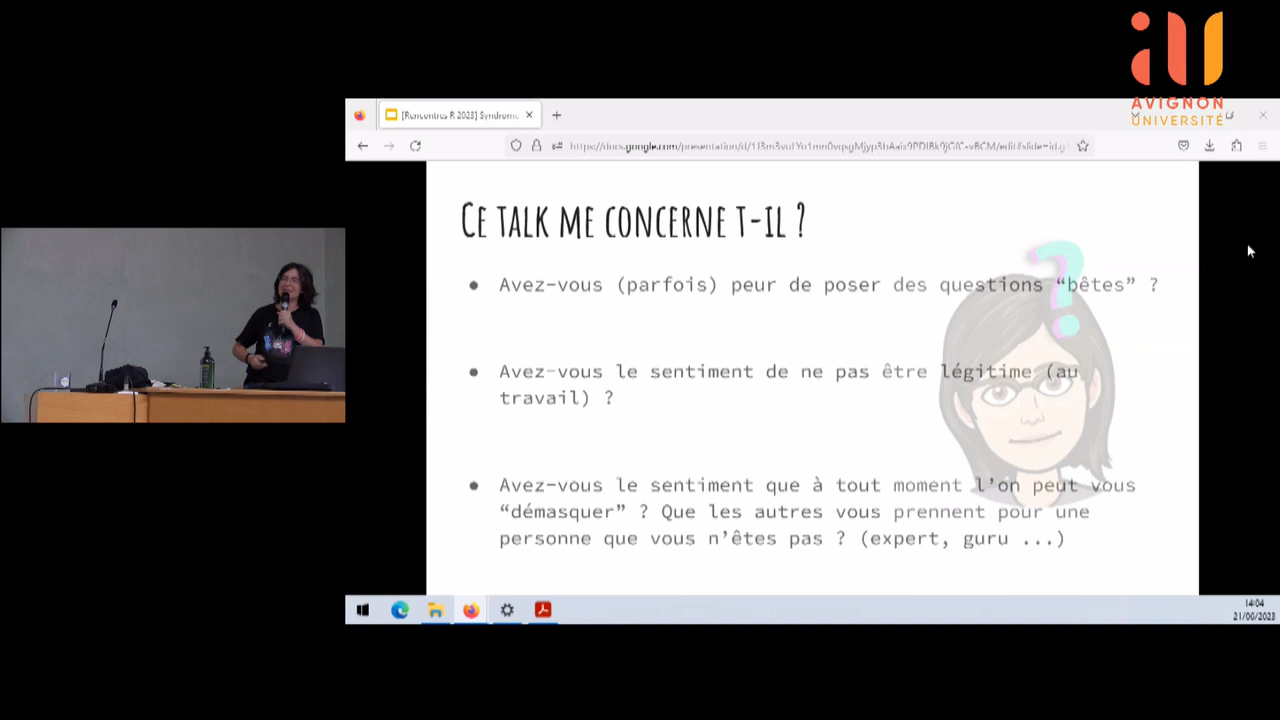 AVIGNON
UNIVERSITÉ
[Rencontres R 2023] Syndrome
CE TALK ME CONCERNE T-IL ?
• Avez-vous (parfois) peur de poser des questions “bêtes” ?
• Avez-vous le sentiment de ne pas être légitime (au
travail) ?
• Avez-vous le sentiment que à tout moment l’on peut vous
“démasquer” ? Que les autres vous prennent pour une
personne que vous n’êtes pas ? (expert, guru ...)
?
14:04
21/06/2023